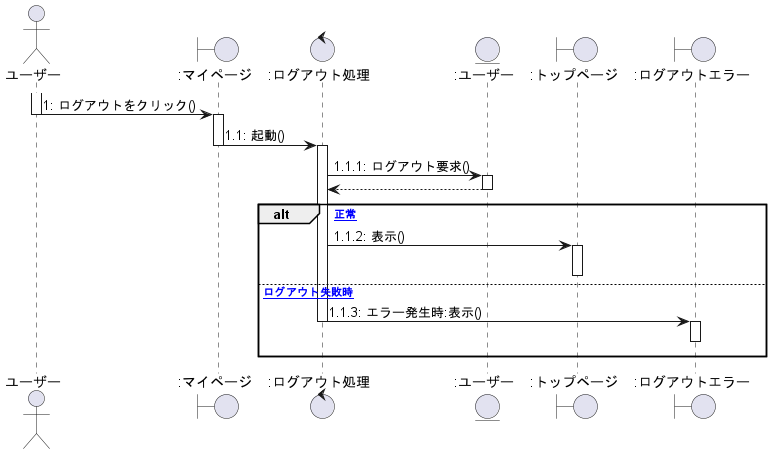 ユーザー
:マイページ
:ログアウト処理
:ユーザー
:トップページ
:ログアウトエラー
1: ログアウトをクリック()
1.1: 起動()
1.1.1: ログアウト要求()
alt
正常
1.1.2: 表示()
ログアウト失敗時
1.1.3: エラー発生時:表示()
ユーザー
:マイページ
:ログアウト処理
:ユーザー
:トップページ
:ログアウトエラー